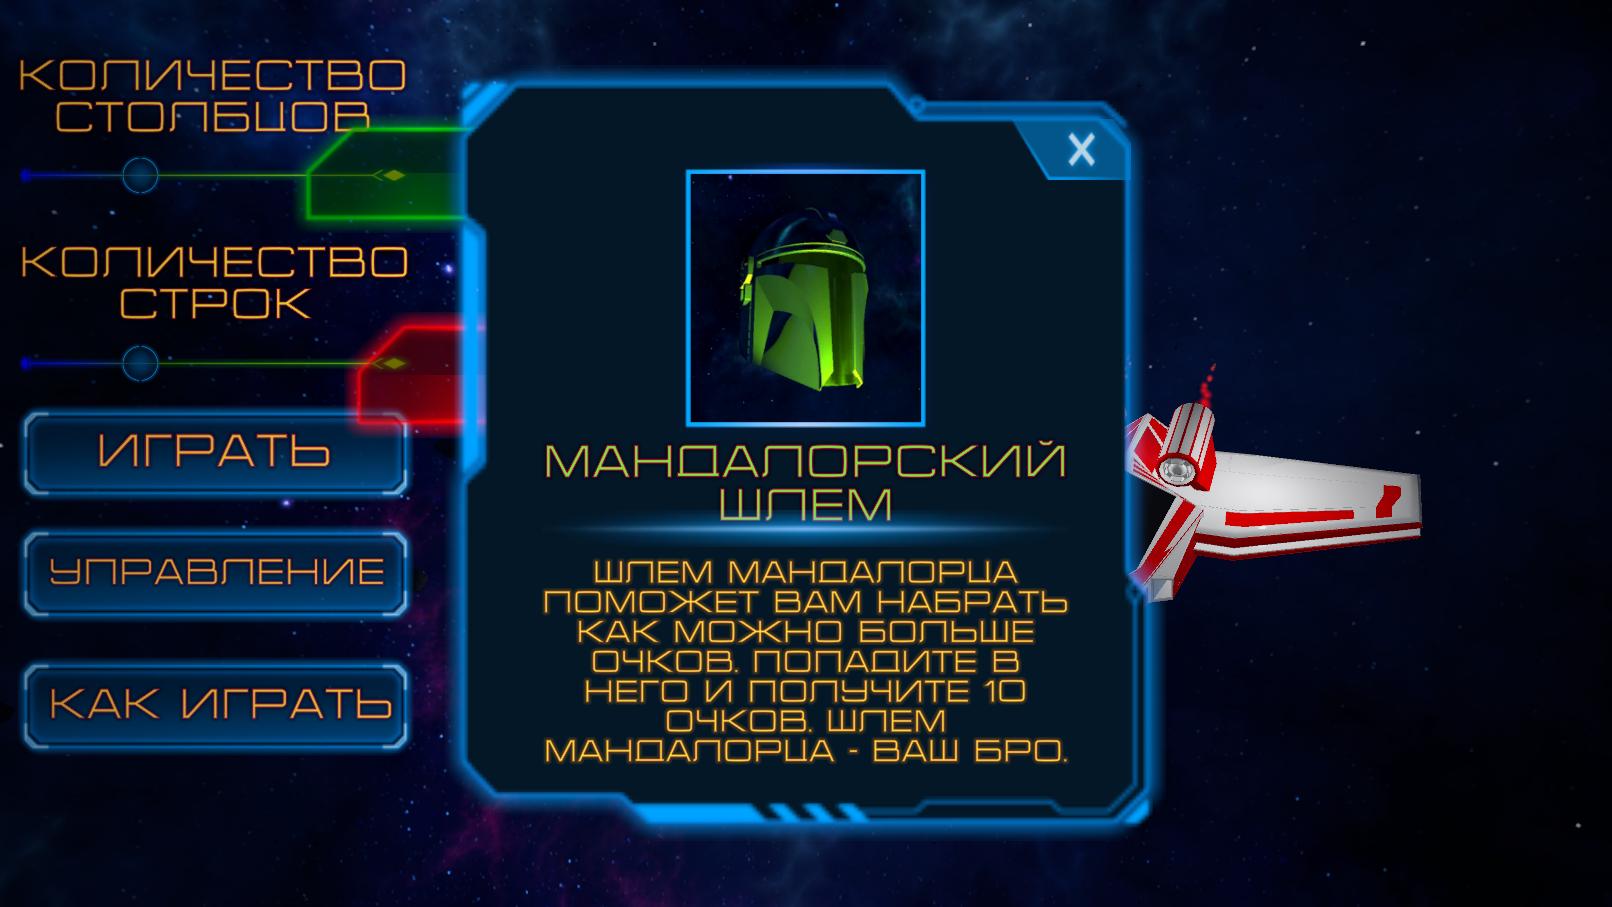 КОЛИЧЕСТВО
СТОЛБЦОВ
КОЛИЧЕСТВО
СТРОК
ИГРАТЬ
УПРАВЛЕНИЕ
КАК ИГРАТЬ
X
МАНДАЛОРСКИЙ
ШЛЕМ
ШЛЕМ МАНДАЛОРЦА
ПОМОЖЕТ ВАМ НАБРАТЬ
КАК МОЖНО БОЛЬШЕ
ОЧКОВ. ПОПАДИТЕ В
НЕГО И ПОЛУЧИТЕ 10
ОЧКОВ. ШЛЕМ
МАНДАЛОРЦА - ВАШ БРО.